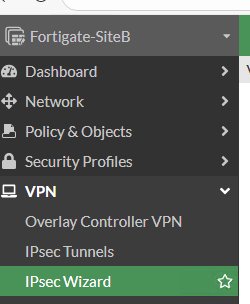 Fortigate-SiteB
Dashboard
Network
Policy & Objects
Security Profiles
VPN
Overlay Controller VPN
IPsec Tunnels
IPsec Wizard